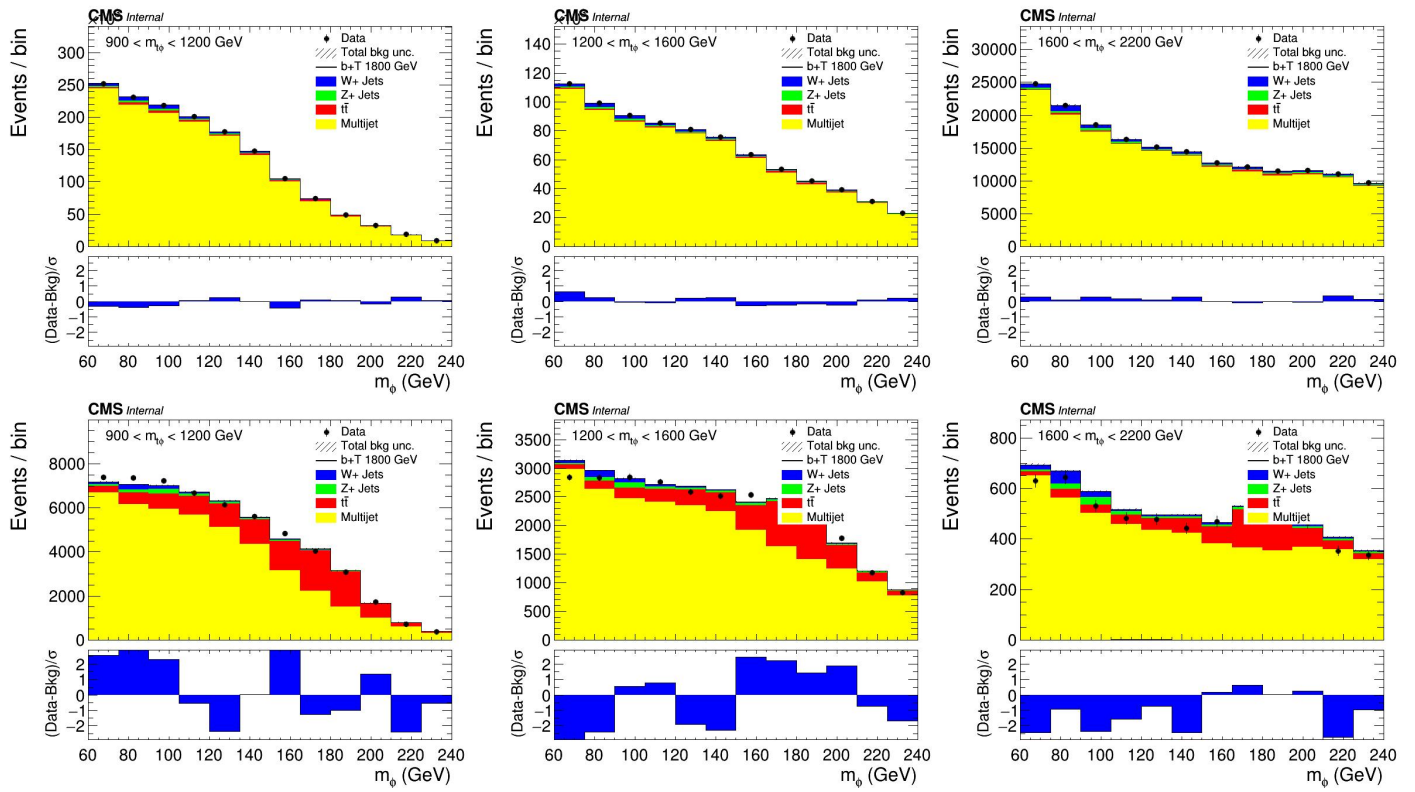 CMS Internal
×10³
900 < m_tϕ < 1200 GeV
Data
Total bkg unc.
b+T 1800 GeV
W+ Jets
Z+ Jets
tt̄
Multijet
Events / bin
300
250
200
150
100
50
0
(Data-Bkg)/σ
2
1
0
−1
−2
60 80 100 120 140 160 180 200 220 240
m_ϕ (GeV)
CMS Internal
1200 < m_tϕ < 1600 GeV
Data
Total bkg unc.
b+T 1800 GeV
W+ Jets
Z+ Jets
tt̄
Multijet
Events / bin
140
120
100
80
60
40
20
0
(Data-Bkg)/σ
2
1
0
−1
−2
60 80 100 120 140 160 180 200 220 240
m_ϕ (GeV)
CMS Internal
1600 < m_tϕ < 2200 GeV
Data
Total bkg unc.
b+T 1800 GeV
W+ Jets
Z+ Jets
tt̄
Multijet
Events / bin
30000
25000
20000
15000
10000
5000
0
(Data-Bkg)/σ
2
1
0
−1
−2
60 80 100 120 140 160 180 200 220 240
m_ϕ (GeV)
CMS Internal
900 < m_tϕ < 1200 GeV
Data
Total bkg unc.
b+T 1800 GeV
W+ Jets
Z+ Jets
tt̄
Multijet
Events / bin
8000
6000
4000
2000
0
(Data-Bkg)/σ
2
1
0
−1
−2
60 80 100 120 140 160 180 200 220 240
m_ϕ (GeV)
CMS Internal
1200 < m_tϕ < 1600 GeV
Data
Total bkg unc.
b+T 1800 GeV
W+ Jets
Z+ Jets
tt̄
Multijet
Events / bin
3500
3000
2500
2000
1500
1000
500
0
(Data-Bkg)/σ
2
1
0
−1
−2
60 80 100 120 140 160 180 200 220 240
m_ϕ (GeV)
CMS Internal
1600 < m_tϕ < 2200 GeV
Data
Total bkg unc.
b+T 1800 GeV
W+ Jets
Z+ Jets
tt̄
Multijet
Events / bin
800
600
400
200
0
(Data-Bkg)/σ
2
1
0
−1
−2
60 80 100 120 140 160 180 200 220 240
m_ϕ (GeV)